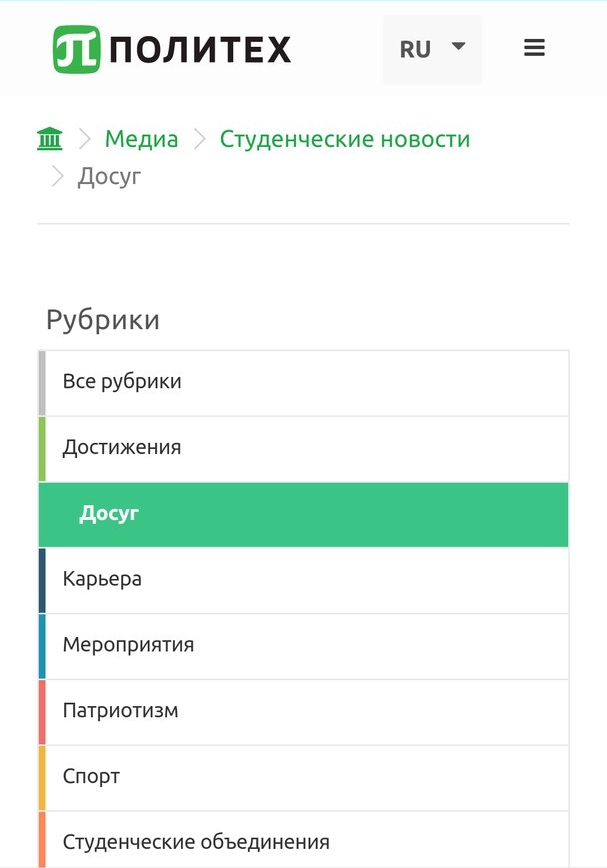 ПОЛИТЕХ
RU
Медиа
Студенческие новости
Досуг
Рубрики
Все рубрики
Достижения
Досуг
Карьера
Мероприятия
Патриотизм
Спорт
Студенческие объединения